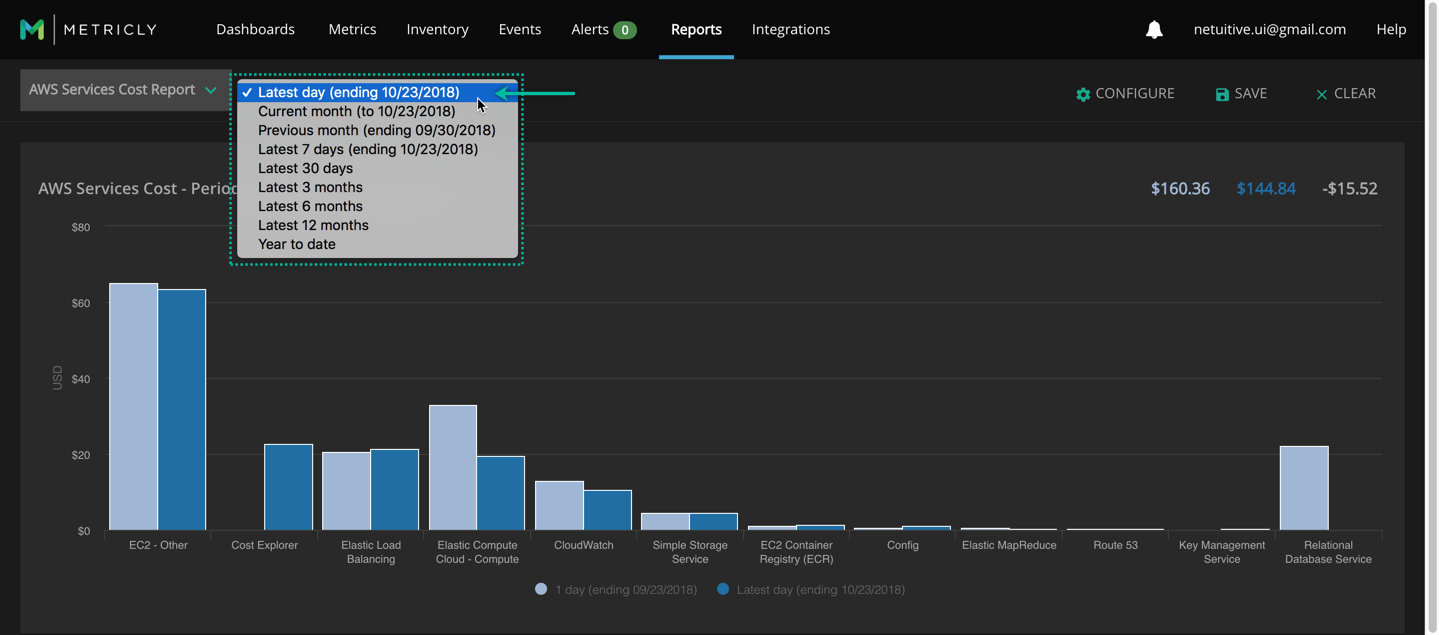 METRICLY
Dashboards
Metrics
Inventory
Events
Alerts 0
Reports
Integrations
netuitive.ui@gmail.com
Help
AWS Services Cost Report
✓ Latest day (ending 10/23/2018)
Current month (to 10/23/2018)
Previous month (ending 09/30/2018)
Latest 7 days (ending 10/23/2018)
Latest 30 days
Latest 3 months
Latest 6 months
Latest 12 months
Year to date
CONFIGURE
SAVE
CLEAR
AWS Services Cost - Perio
$160.36
$144.84
-$15.52
$80
$60
$40
$20
$0
USD
EC2 - Other
Cost Explorer
Elastic Load
Balancing
Elastic Compute
Cloud - Compute
CloudWatch
Simple Storage
Service
EC2 Container
Registry (ECR)
Config
Elastic MapReduce
Route 53
Key Management
Service
Relational
Database Service
1 day (ending 09/23/2018)
Latest day (ending 10/23/2018)